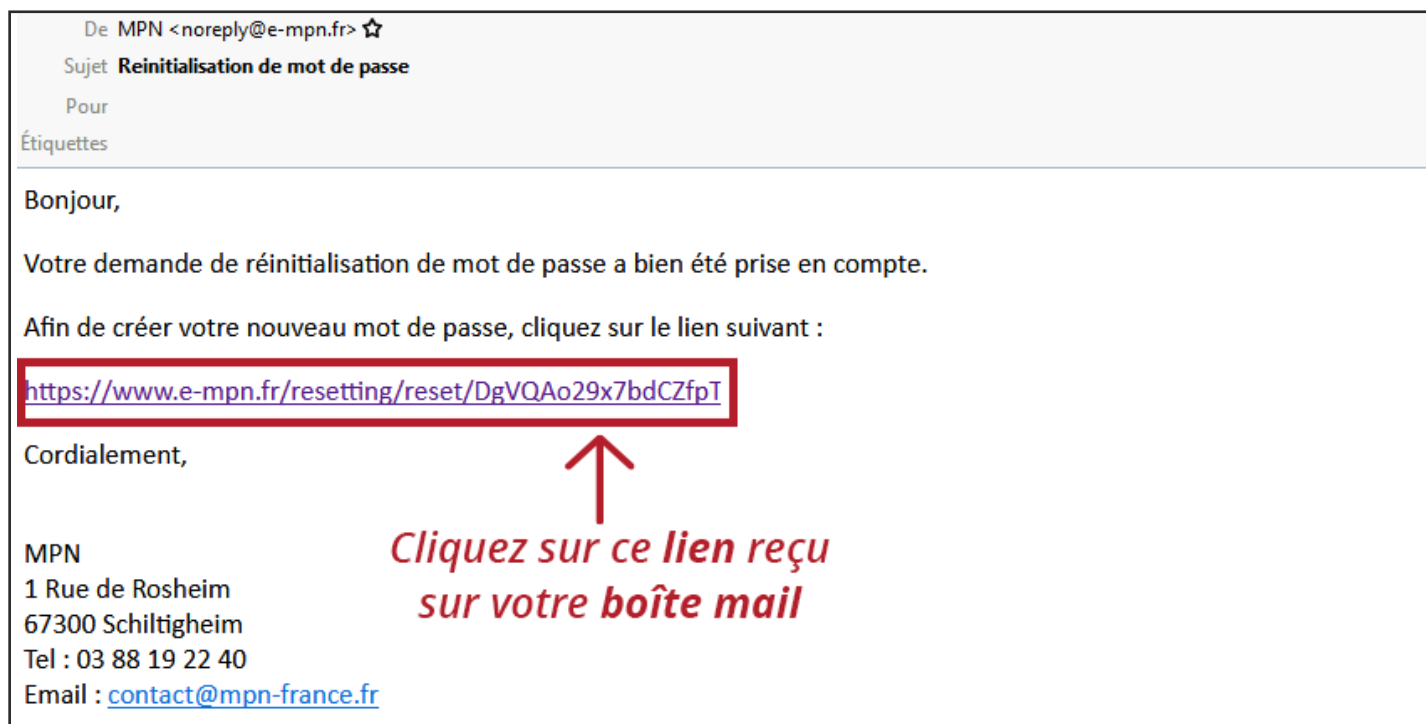 De MPN <noreply@e-mpn.fr>
Sujet Reinitialisation de mot de passe
Pour
Étiquettes
Bonjour,
Votre demande de réinitialisation de mot de passe a bien été prise en compte.
Afin de créer votre nouveau mot de passe, cliquez sur le lien suivant :
https://www.e-mpn.fr/resetting/reset/DgVQAo29x7bdCZfpT
Cordialement,
Cliquez sur ce lien reçu
sur votre boîte mail
MPN
1 Rue de Rosheim
67300 Schiltigheim
Tel : 03 88 19 22 40
Email : contact@mpn-france.fr